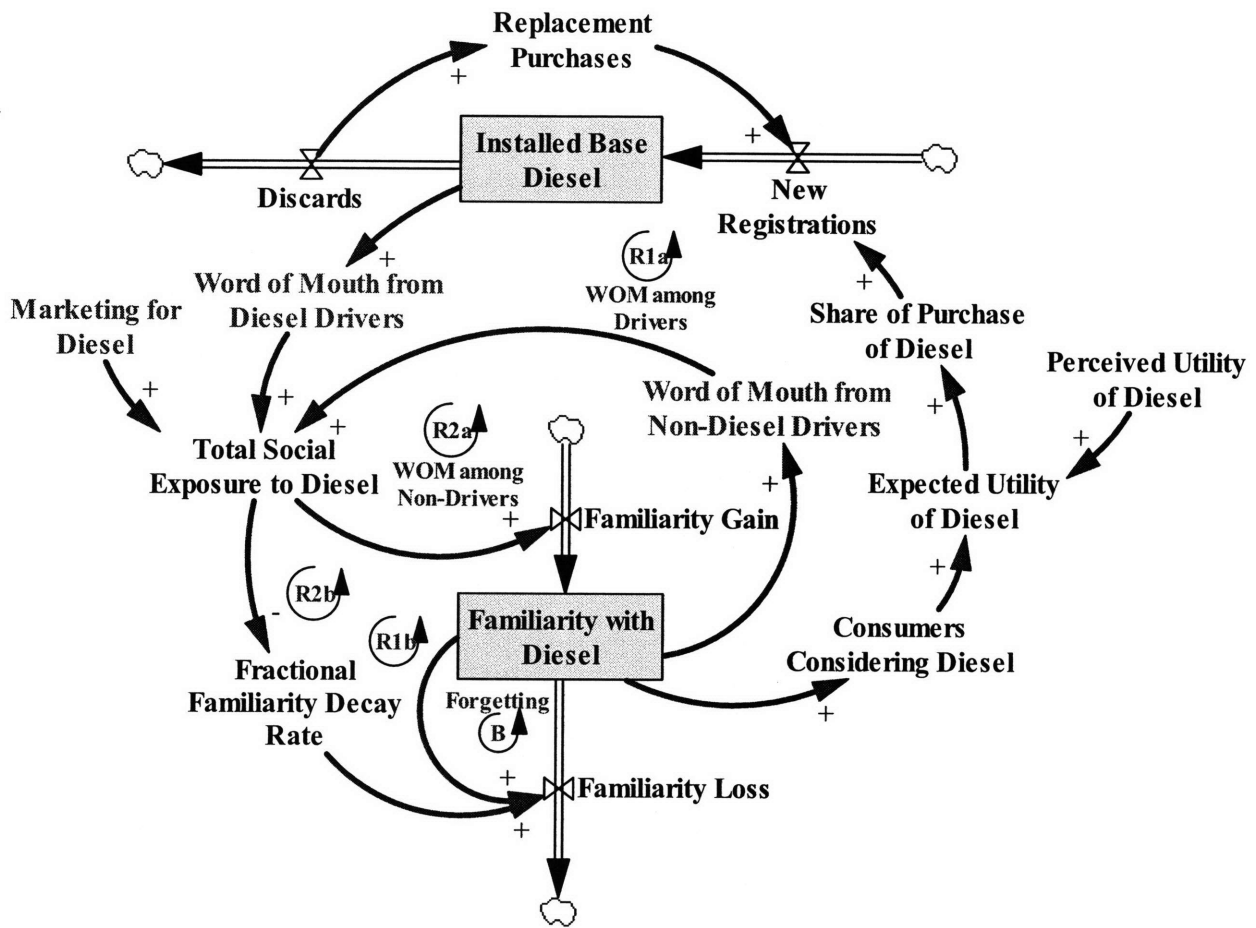 Replacement
Purchases
+
+
Installed Base
Diesel
Discards
New
Registrations
+
R1a
WOM among
Drivers
+
Word of Mouth from
Diesel Drivers
Marketing for
Diesel
+
+
+
Share of Purchase
of Diesel
Perceived Utility
of Diesel
+
+
Word of Mouth from
Non-Diesel Drivers
+
R2a
WOM among
Non-Drivers
Total Social
Exposure to Diesel
Expected Utility
of Diesel
+
Familiarity Gain
+
-
R2b
R1b
Familiarity with
Diesel
Consumers
Considering Diesel
+
Fractional
Familiarity Decay
Rate
Forgetting
B
+
Familiarity Loss
+